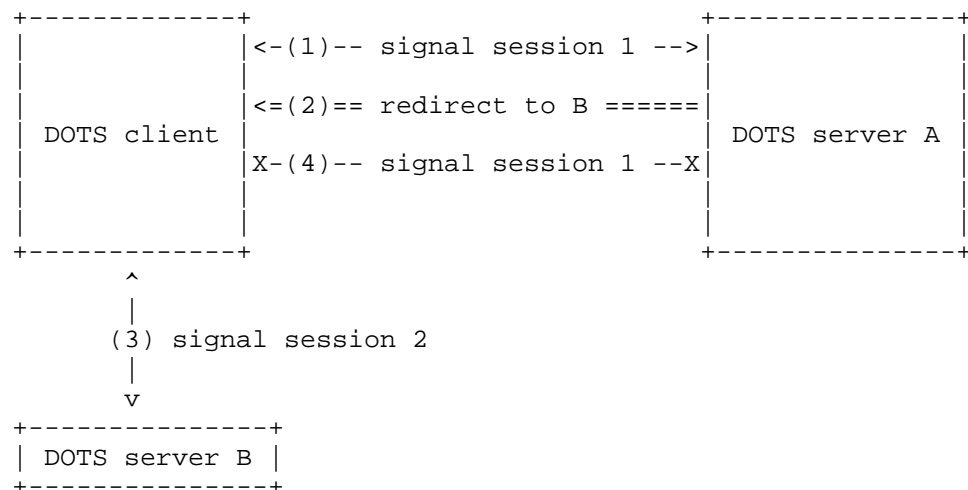 <-(1)-- signal session 1 -->
<=(2)== redirect to B ======
DOTS client
DOTS server A
X-(4)-- signal session 1 --X
(3) signal session 2
DOTS server B